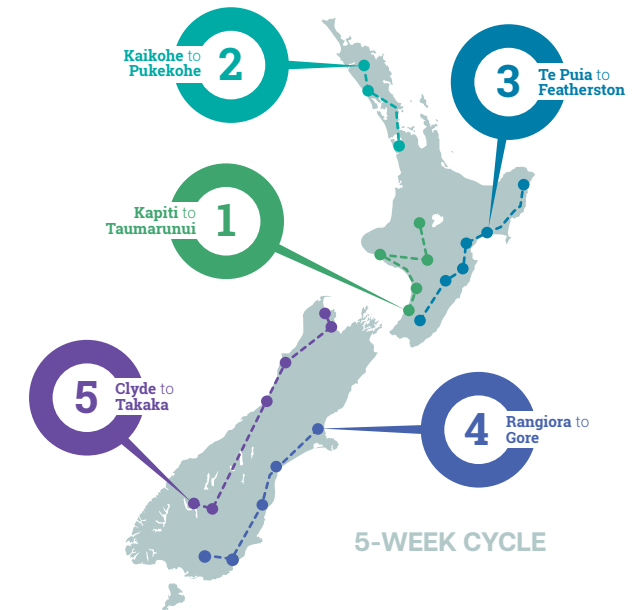 Kaikohe to
Pukekohe
2
3
Te Puia to
Featherston
Kapiti to
Taumarunui
1
5
Clyde to
Takaka
4
Rangiora to
Gore
5-WEEK CYCLE